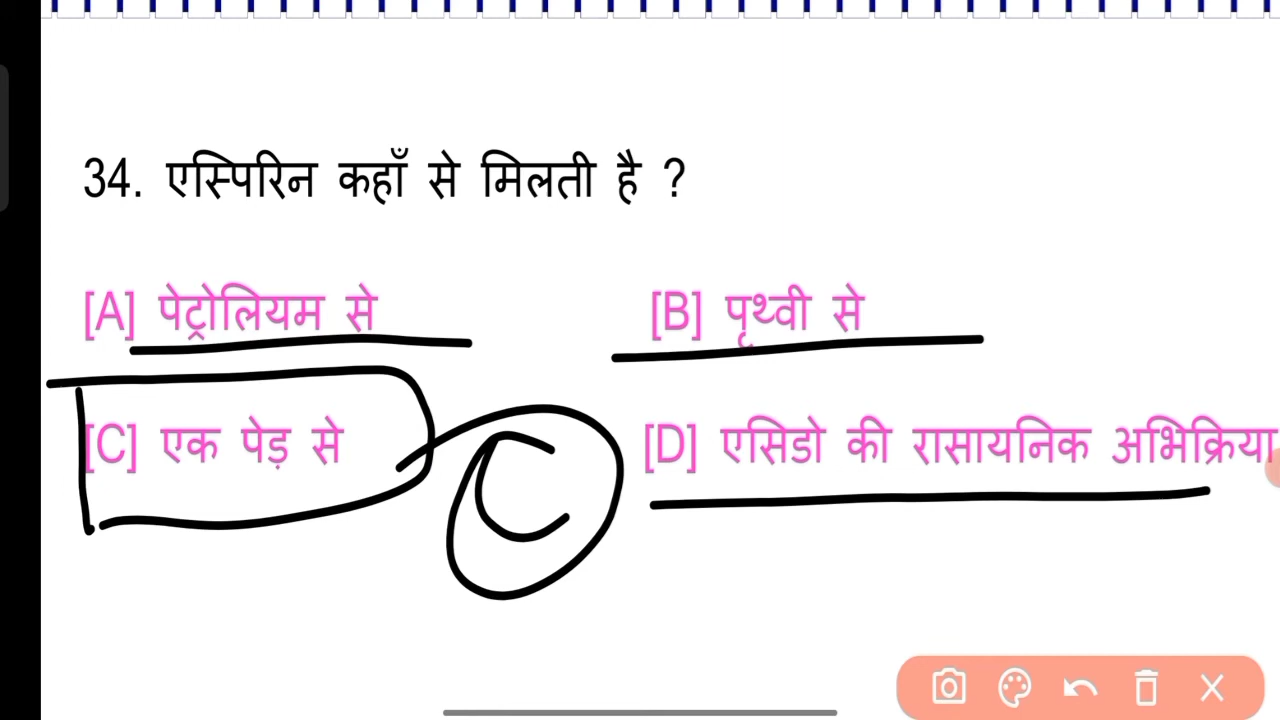 34. एस्पिरिन कहाँ से मिलती है ?
[A] पेट्रोलियम से [B] पृथ्वी से
[C] एक पेड़ से [D] एसिडो की रासायनिक अभिक्रिया
C